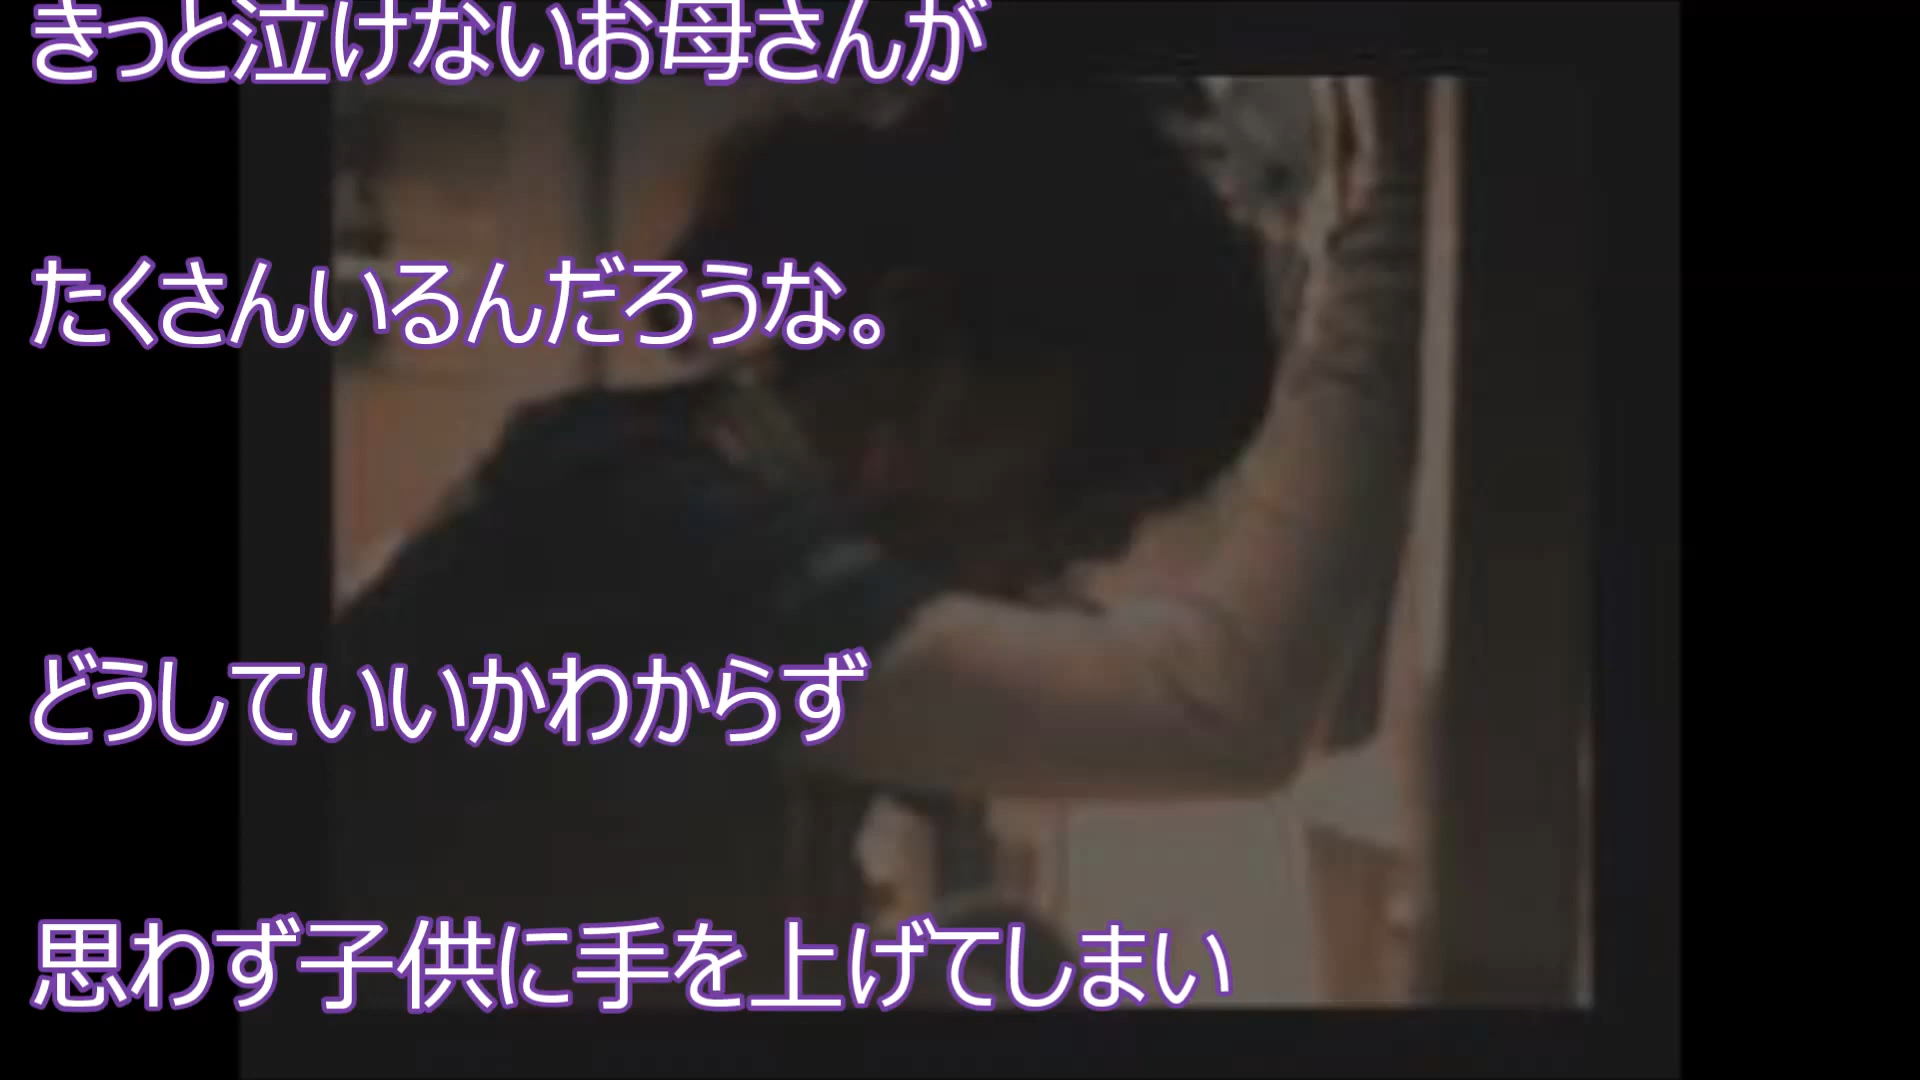 きっと泣けないお母さんが
たくさんいるんだろうな。
どうしていいかわからず
思わず子供に手を上げてしまい